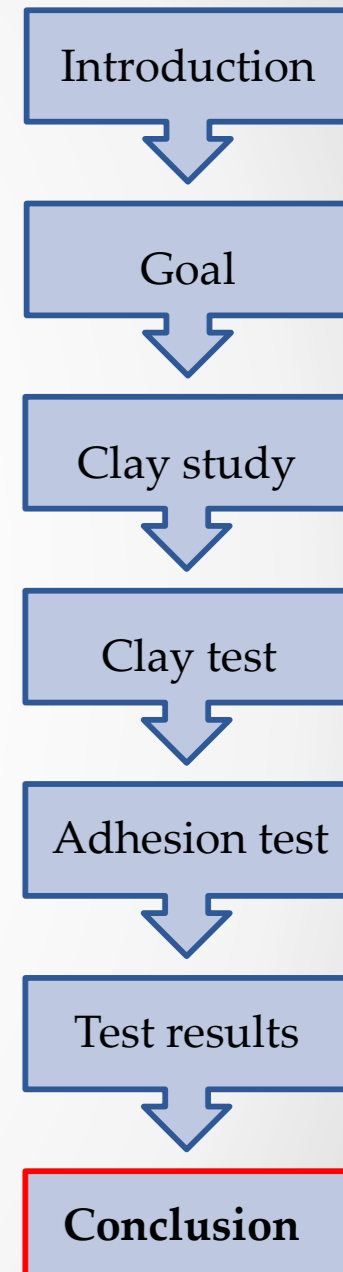 Introduction
Goal
Clay study
Clay test
Adhesion test
Test results
Conclusion